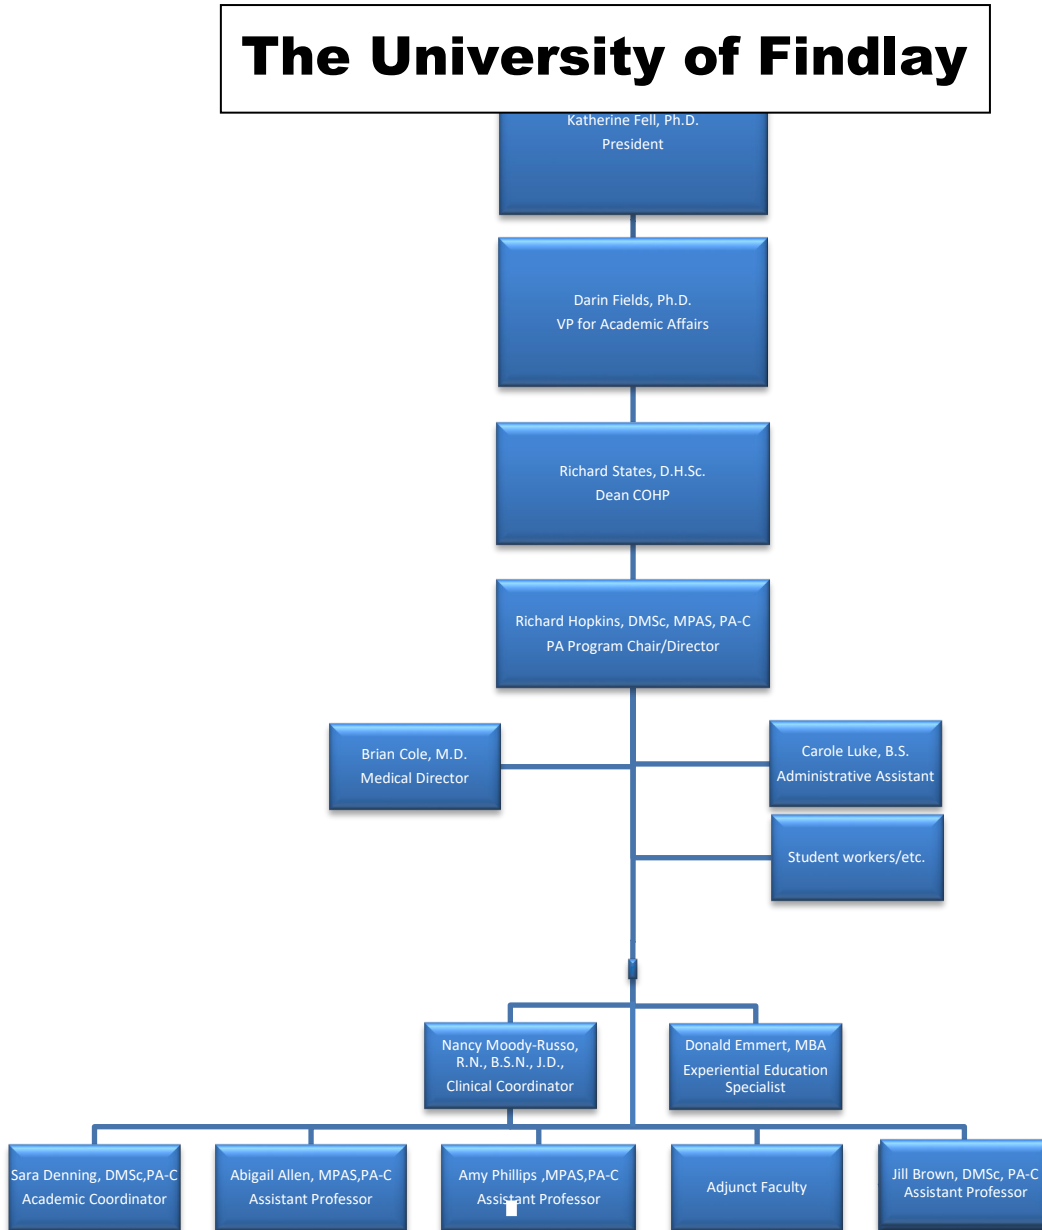 The University of Findlay
Katherine Fell, Ph.D.
President
Darin Fields, Ph.D.
VP for Academic Affairs
Richard States, D.H.Sc.
Dean COHP
Richard Hopkins, DMSc, MPAS, PA-C
PA Program Chair/Director
Brian Cole, M.D.
Medical Director
Carole Luke, B.S.
Administrative Assistant
Student workers/etc.
Nancy Moody-Russo,
R.N., B.S.N., J.D.,
Clinical Coordinator
Donald Emmert, MBA
Experiential Education
Specialist
Sara Denning, DMSc,PA-C
Academic Coordinator
Abigail Allen, MPAS,PA-C
Assistant Professor
Amy Phillips ,MPAS,PA-C
Assistant Professor
Adjunct Faculty
Jill Brown, DMSc, PA-C
Assistant Professor